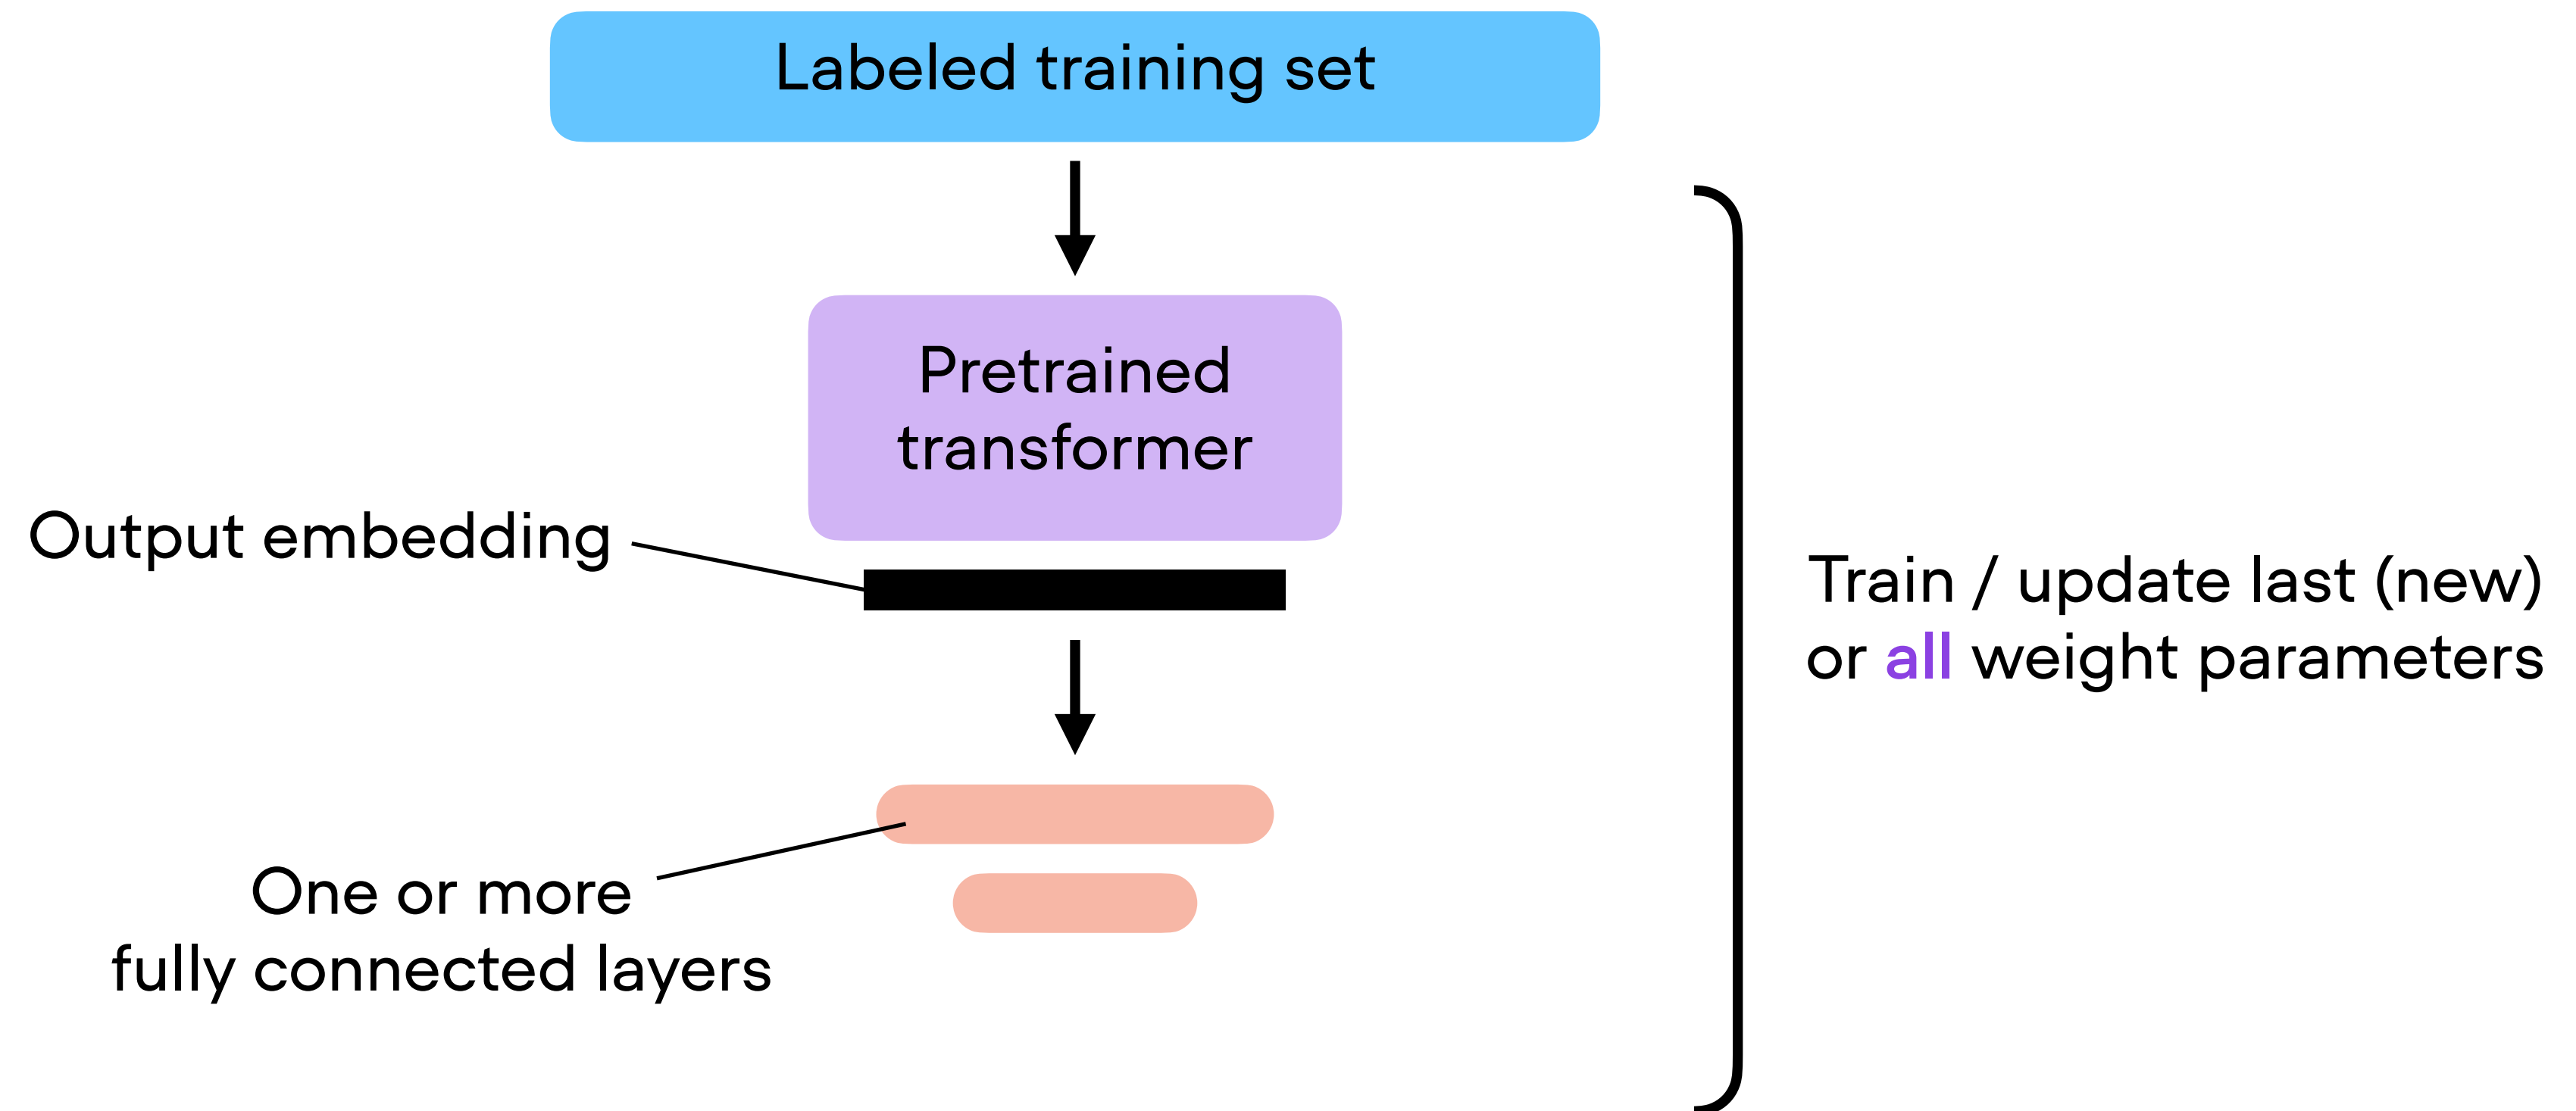 Labeled training set
Pretrained
transformer
Output embedding
Train / update last (new)
or all weight parameters
One or more
fully connected layers